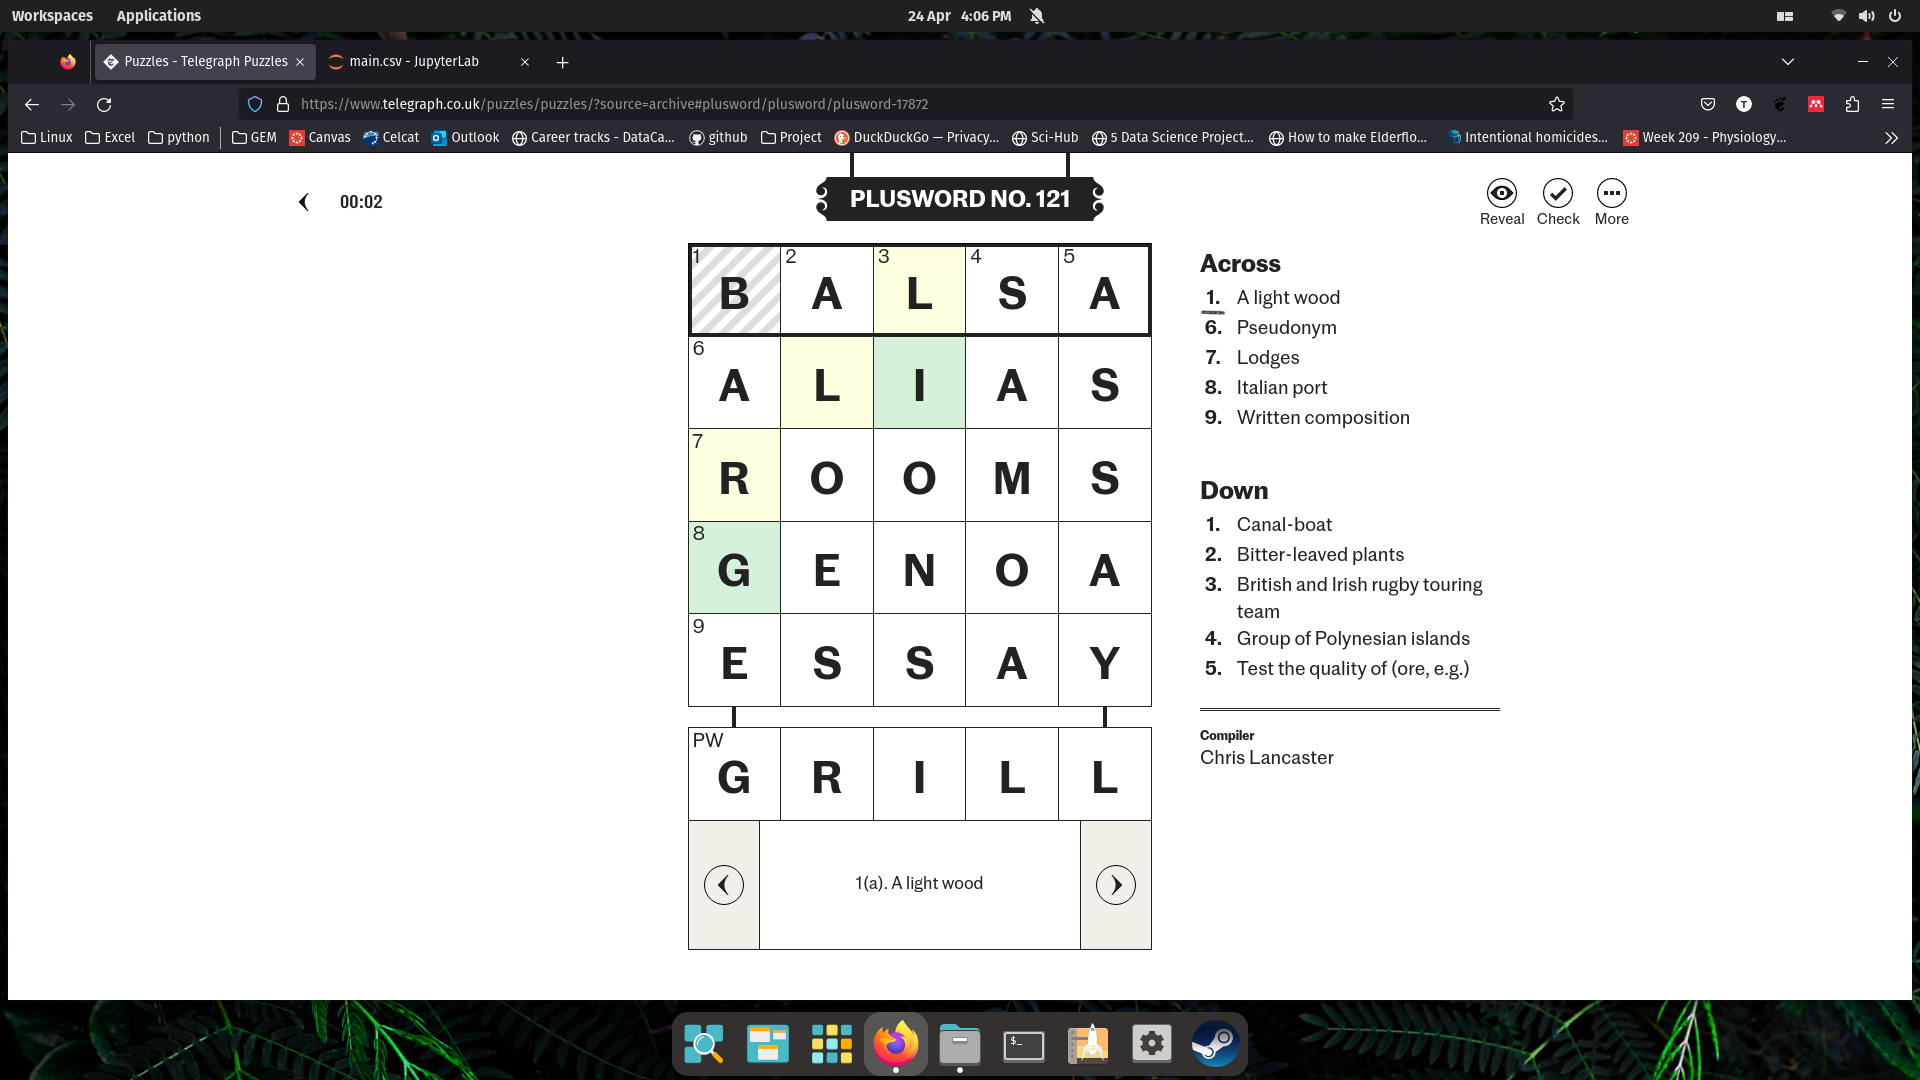 Workspaces Applications 24 Apr 4:06 PM
Puzzles - Telegraph Puzzles main.csv - JupyterLab
https://www.telegraph.co.uk/puzzles/puzzles/?source=archive#plusword/plusword/plusword-17872
Linux Excel python GEM Canvas Celcat Outlook Career tracks - DataCa... github Project DuckDuckGo — Privacy... Sci-Hub 5 Data Science Project... How to make Elderflo... Intentional homicides... Week 209 - Physiology...
00:02
PLUSWORD NO. 121
Reveal Check More
1 B 2 A 3 L 4 S 5 A
6 A L I A S
7 R O O M S
8 G E N O A
9 E S S A Y
PW G R I L L
1(a). A light wood
Across
1. A light wood
6. Pseudonym
7. Lodges
8. Italian port
9. Written composition
Down
1. Canal-boat
2. Bitter-leaved plants
3. British and Irish rugby touring
team
4. Group of Polynesian islands
5. Test the quality of (ore, e.g.)
Compiler
Chris Lancaster